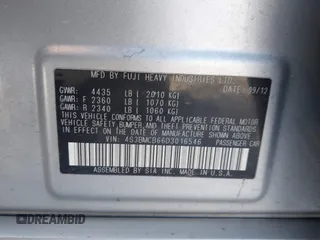 MFD BY FUJI HEAVY INDUSTRIES LTD.
DATE: 09/12
GVWR: 4435 LB ( 2010 KG)
GAWR: F 2360 LB ( 1070 KG)
GAWR: R 2340 LB ( 1060 KG)
THIS VEHICLE CONFORMS TO ALL APPLICABLE
FEDERAL MOTOR VEHICLE SAFETY,
BUMPER, AND THEFT PREVENTION STANDARDS
IN EFFECT ON THE DATE OF MANUFACTURE
SHOWN ABOVE.
VIN: 4S3BMCB66D3016546
PASSENGER CAR
ASSEMBLED BY SIA INC. MADE IN U.S.A.
DREAMBID